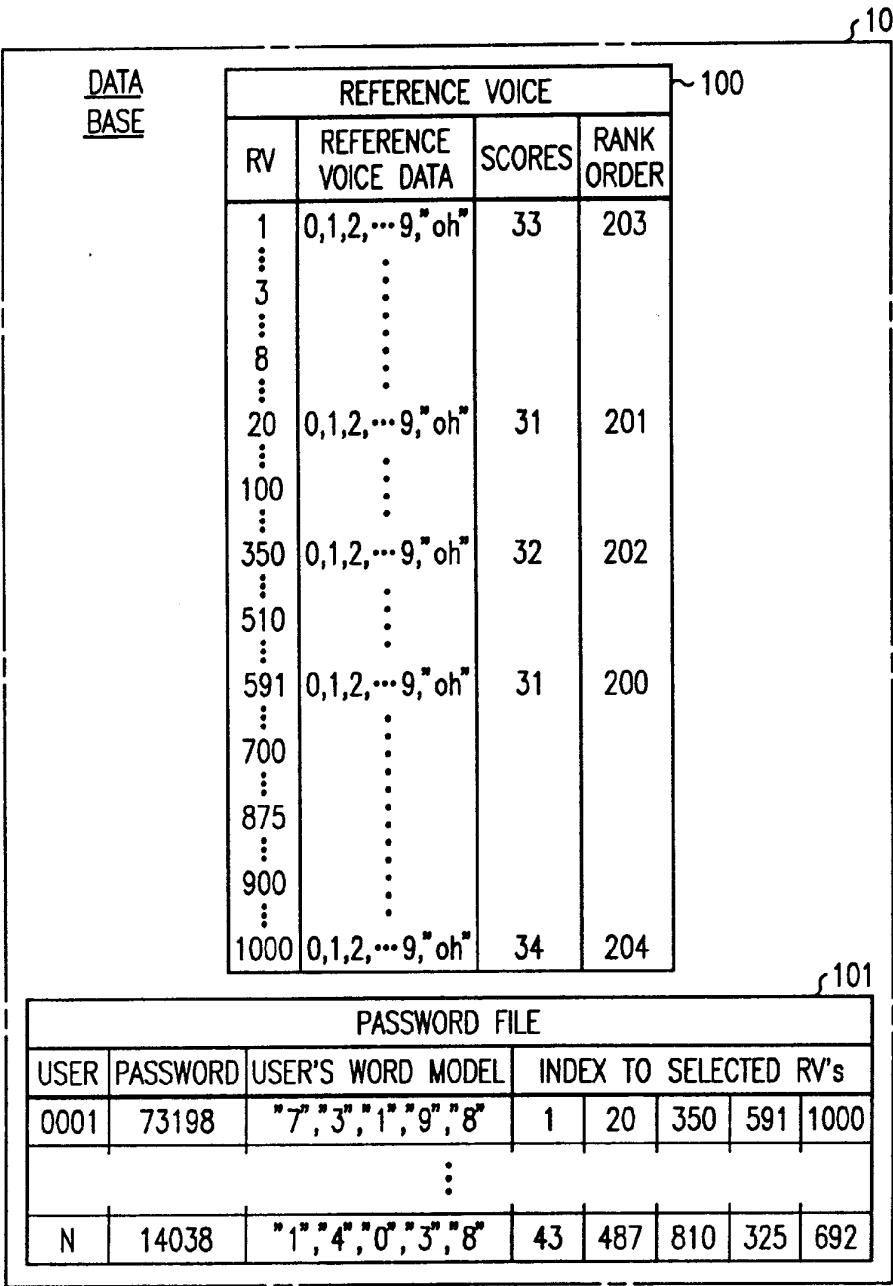 10
DATA
BASE
REFERENCE VOICE
100
RV REFERENCE VOICE DATA SCORES RANK ORDER
1 0,1,2,···9,"oh" 33 203
3
8
20 0,1,2,···9,"oh" 31 201
100
350 0,1,2,···9,"oh" 32 202
510
591 0,1,2,···9,"oh" 31 200
700
875
900
1000 0,1,2,···9,"oh" 34 204
101
PASSWORD FILE
USER PASSWORD USER'S WORD MODEL INDEX TO SELECTED RV's
0001 73198 "7","3","1","9","8" 1 20 350 591 1000
N 14038 "1","4","0","3","8" 43 487 810 325 692